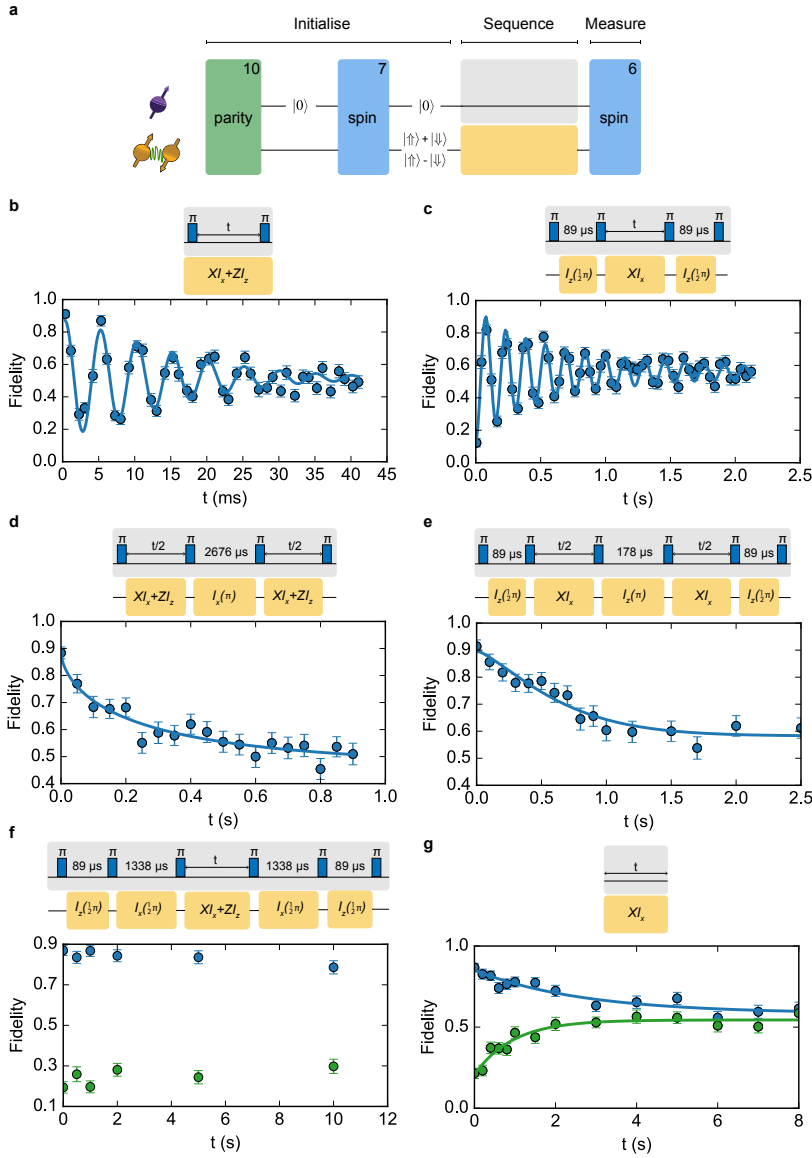 a
Initialise Sequence Measure
10 7 6
parity |0⟩ spin |0⟩ spin
|⇑⟩+|⇓⟩
|⇑⟩-|⇓⟩
b
π t π
XI_x+ZI_z
Fidelity
1.0
0.8
0.6
0.4
0.2
0.0
0 5 10 15 20 25 30 35 40 45
t (ms)
c
π 89 μs π t π 89 μs π
I_z(½π) XI_x I_z(½π)
Fidelity
1.0
0.8
0.6
0.4
0.2
0.0
0.0 0.5 1.0 1.5 2.0 2.5
t (s)
d
π t/2 π 2676 μs π t/2 π
XI_x+ZI_z I_x(π) XI_x+ZI_z
Fidelity
1.0
0.9
0.8
0.7
0.6
0.5
0.4
0.0 0.2 0.4 0.6 0.8 1.0
t (s)
e
π 89 μs π t/2 π 178 μs π t/2 π 89 μs π
I_z(½π) XI_x I_z(π) XI_x I_z(½π)
Fidelity
1.0
0.9
0.8
0.7
0.6
0.5
0.4
0.0 0.5 1.0 1.5 2.0 2.5
t (s)
f
π 89 μs π 1338 μs π t π 1338 μs π 89 μs π
I_z(½π) I_x(½π) XI_x+ZI_z I_x(½π) I_z(½π)
Fidelity
0.9
0.7
0.5
0.3
0.1
0 2 4 6 8 10 12
t (s)
g
t
XI_x
Fidelity
1.0
0.5
0.0
0 1 2 3 4 5 6 7 8
t (s)